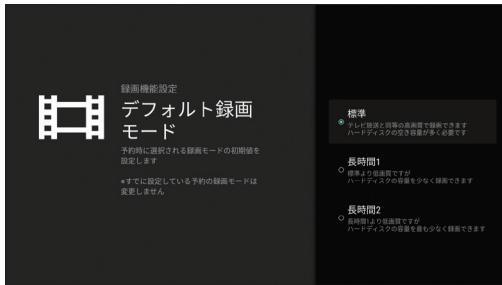 録画機能設定
デフォルト録画
モード
予約時に選択される録画モードの初期値を
設定します
※すでに設定している予約の録画モードは
変更しません
標準
テレビ放送と同等の高画質で録画できます
ハードディスクの空き容量が多く必要です
長時間1
標準より低画質ですが
ハードディスクの容量を少なく録画できます
長時間2
長時間1より低画質ですが
ハードディスクの容量を最も少なく録画できます